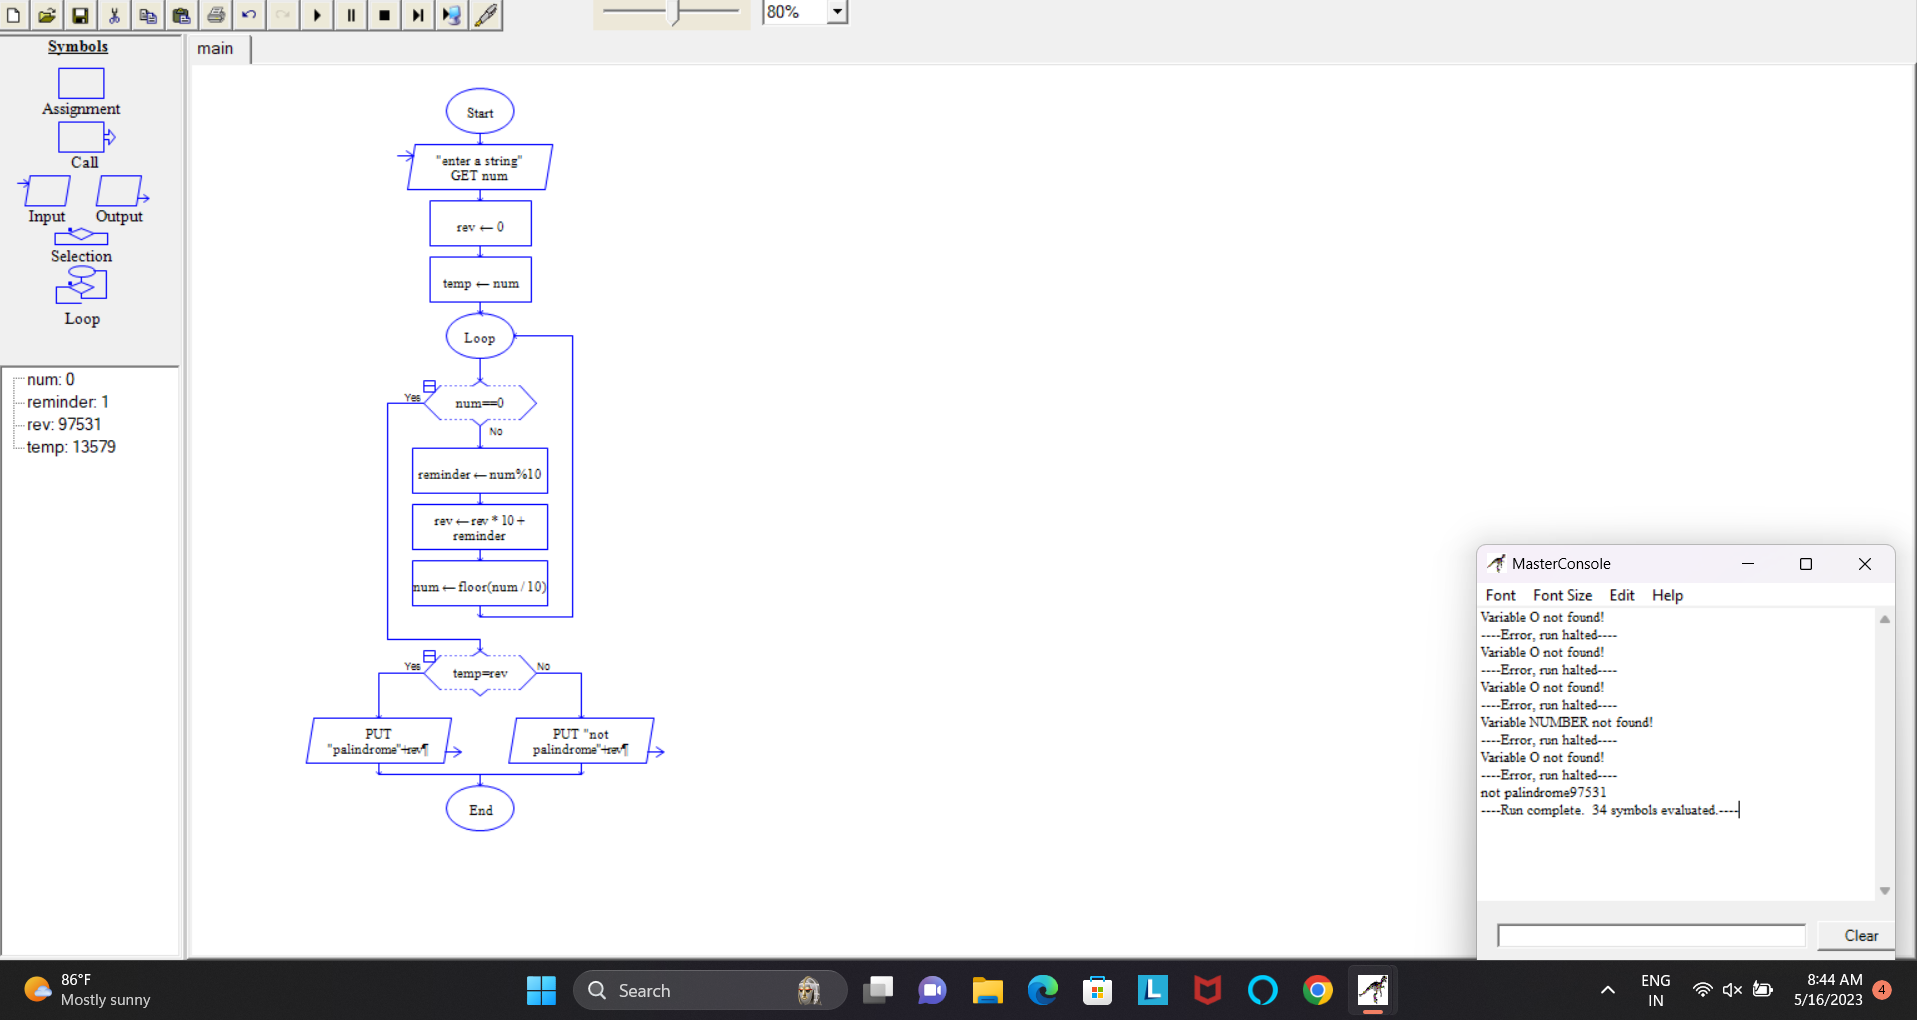 80%
Symbols
Assignment
Call
Input Output
Selection
Loop
num: 0
reminder: 1
rev: 97531
temp: 13579
main
Start
"enter a string"
GET num
rev ← 0
temp ← num
Loop
Yes
num==0
No
reminder ← num%10
rev ← rev * 10 +
reminder
num ← floor(num / 10)
Yes
temp=rev
No
PUT
"palindrome"+rev¶
PUT "not
palindrome"+rev¶
End
MasterConsole
Font Font Size Edit Help
Variable O not found!
----Error, run halted----
Variable O not found!
----Error, run halted----
Variable O not found!
----Error, run halted----
Variable NUMBER not found!
----Error, run halted----
Variable O not found!
----Error, run halted----
not palindrome97531
----Run complete.  34 symbols evaluated.----
Clear
86°F
Mostly sunny
Search
L
ENG
IN
8:44 AM
5/16/2023
4